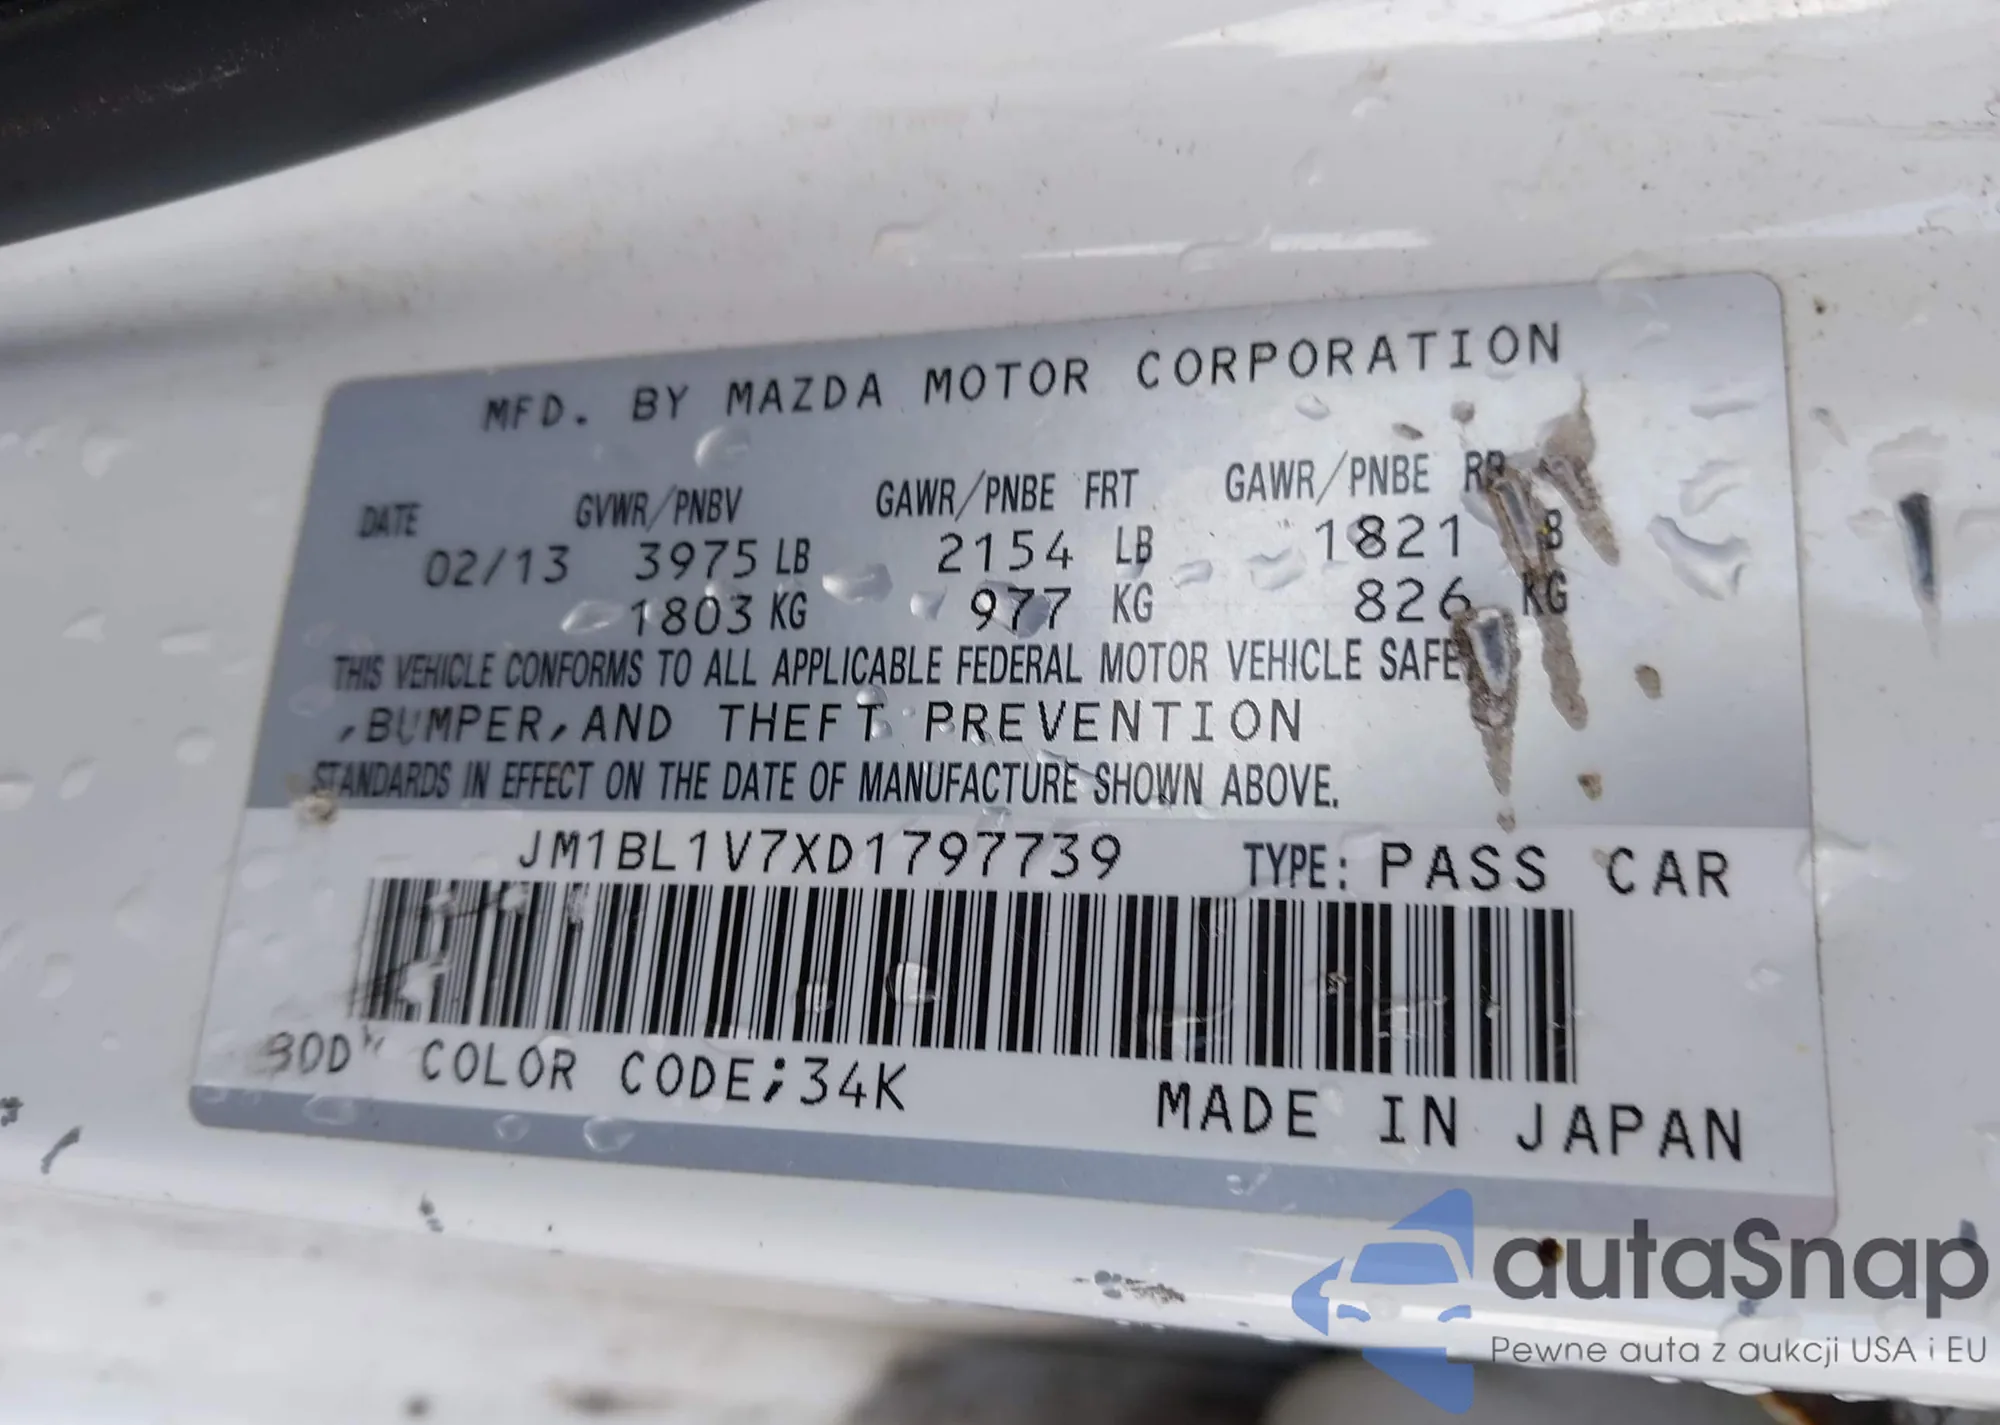 MFD. BY MAZDA MOTOR CORPORATION
DATE GVWR/PNBV GAWR/PNBE FRT GAWR/PNBE RR
02/13 3975 LB 2154 LB 1821 B
1803 KG 977 KG 826 KG
THIS VEHICLE CONFORMS TO ALL APPLICABLE FEDERAL MOTOR VEHICLE SAFE
,BUMPER,AND THEFT PREVENTION
STANDARDS IN EFFECT ON THE DATE OF MANUFACTURE SHOWN ABOVE.
JM1BL1V7XD1797739 TYPE: PASS CAR
BODY COLOR CODE;34K
MADE IN JAPAN
autaSnap
Pewne auta z aukcji USA i EU